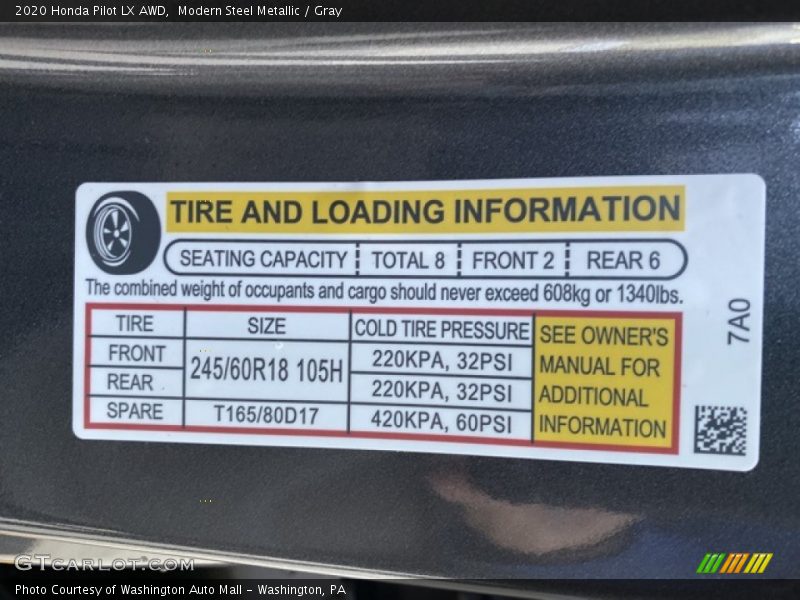 2020 Honda Pilot LX AWD,  Modern Steel Metallic / Gray
TIRE AND LOADING INFORMATION
SEATING CAPACITY TOTAL 8 FRONT 2 REAR 6
The combined weight of occupants and cargo should never exceed 608kg or 1340lbs.
TIRE SIZE COLD TIRE PRESSURE
FRONT 245/60R18 105H 220KPA, 32PSI
REAR 220KPA, 32PSI
SPARE T165/80D17 420KPA, 60PSI
SEE OWNER'S
MANUAL FOR
ADDITIONAL
INFORMATION
7A0
GTCARLOT.COM
Photo Courtesy of Washington Auto Mall - Washington, PA